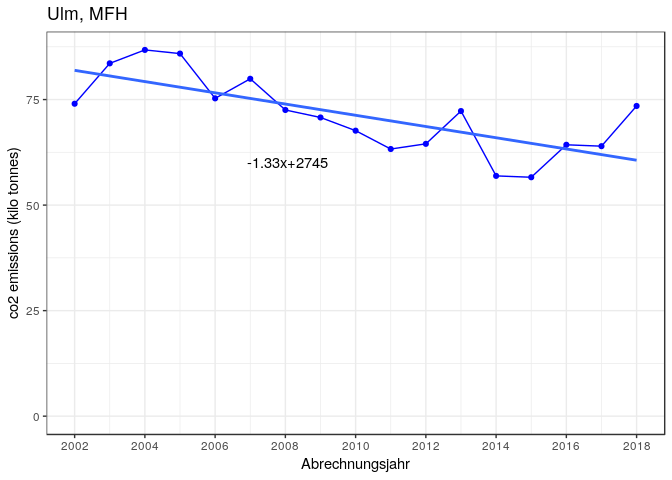 Ulm, MFH
co2 emissions (kilo tonnes)
75
50
25
0
-1.33x+2745
2002 2004 2006 2008 2010 2012 2014 2016 2018
Abrechnungsjahr